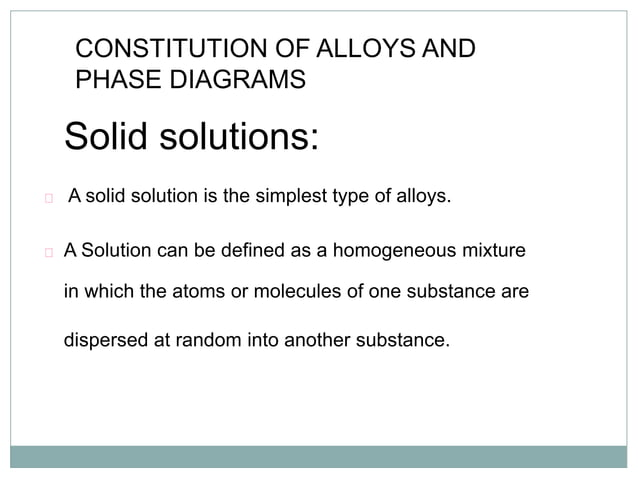 CONSTITUTION OF ALLOYS AND
PHASE DIAGRAMS
Solid solutions:
A solid solution is the simplest type of alloys.
A Solution can be defined as a homogeneous mixture
in which the atoms or molecules of one substance are
dispersed at random into another substance.